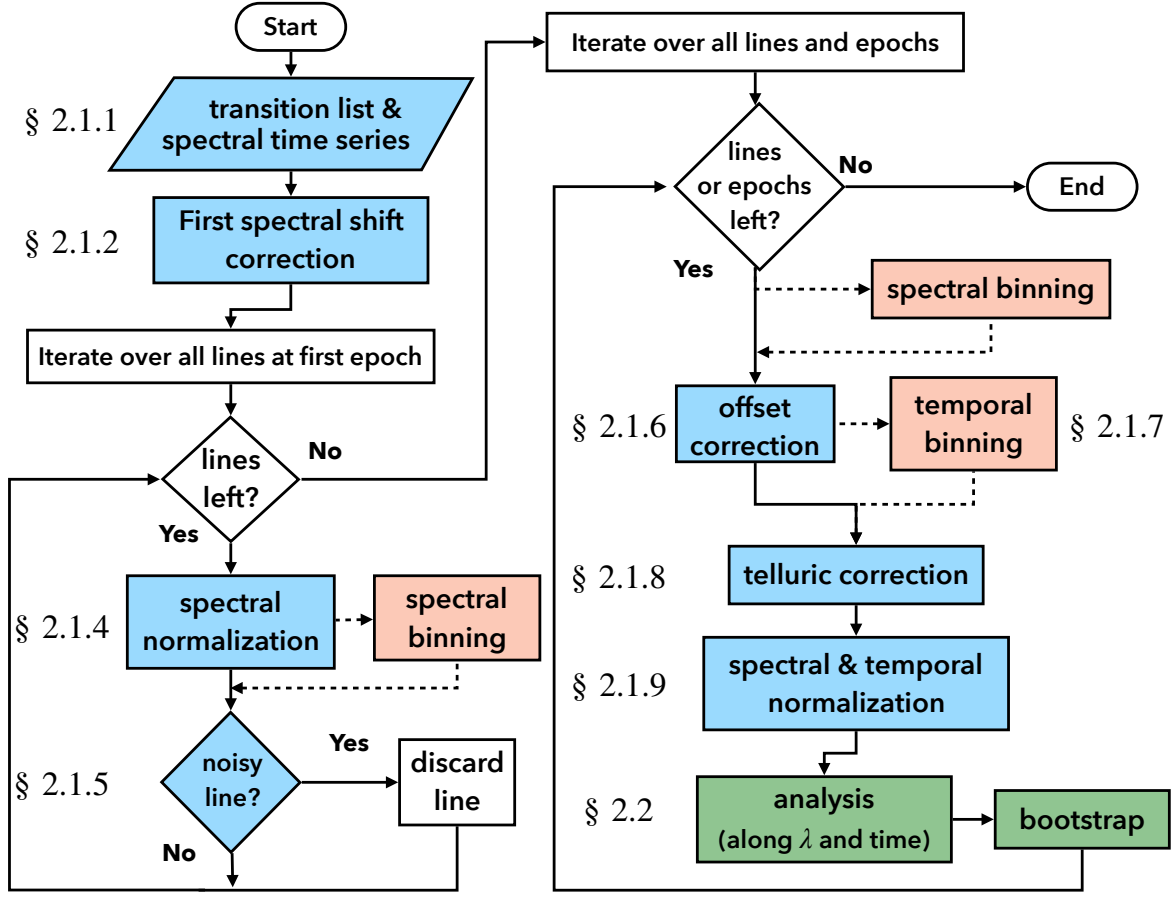 Start
§ 2.1.1
transition list &
spectral time series
§ 2.1.2
First spectral shift
correction
Iterate over all lines at first epoch
lines
left?
No
Yes
§ 2.1.4
spectral
normalization
spectral
binning
§ 2.1.5
noisy
line?
Yes
discard
line
No
Iterate over all lines and epochs
lines
or epochs
left?
No
End
Yes
spectral binning
§ 2.1.6
offset
correction
temporal
binning
§ 2.1.7
§ 2.1.8
telluric correction
§ 2.1.9
spectral & temporal
normalization
§ 2.2
analysis
(along λ and time)
bootstrap